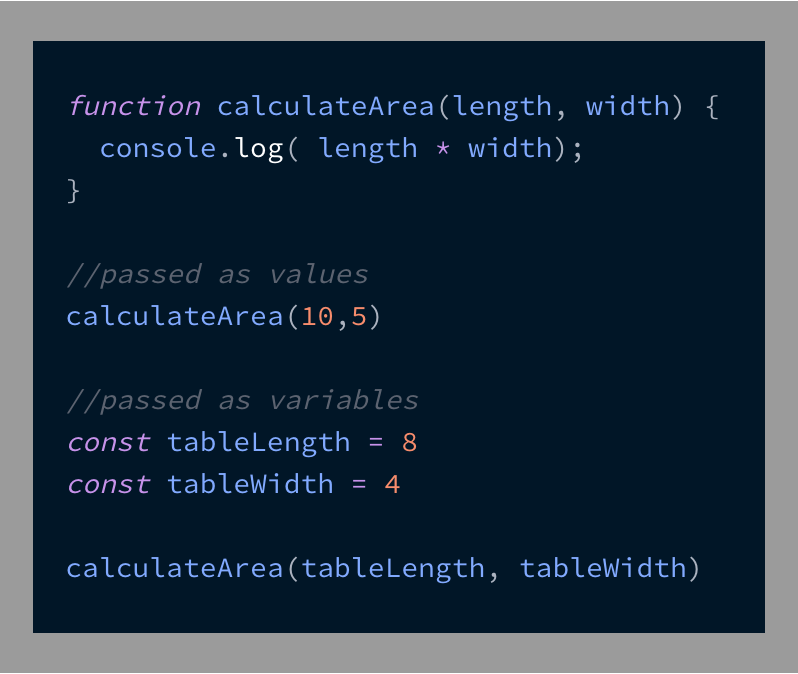 function calculateArea(length, width) {
  console.log( length * width);
}

//passed as values
calculateArea(10,5)

//passed as variables
const tableLength = 8
const tableWidth = 4

calculateArea(tableLength, tableWidth)